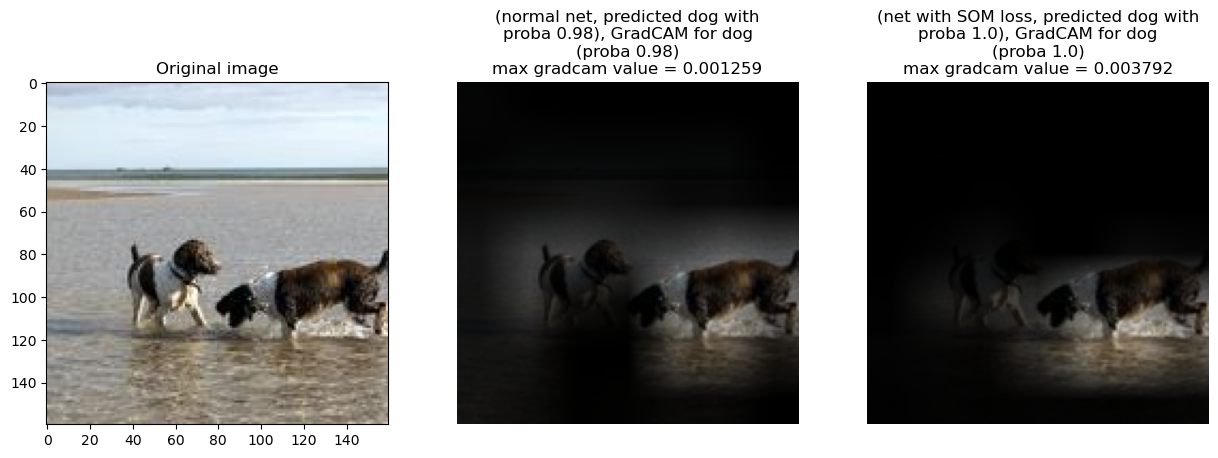 Original image
(normal net, predicted dog with
proba 0.98), GradCAM for dog
(proba 0.98)
max gradcam value = 0.001259
(net with SOM loss, predicted dog with
proba 1.0), GradCAM for dog
(proba 1.0)
max gradcam value = 0.003792
0
20
40
60
80
100
120
140
0
20
40
60
80
100
120
140